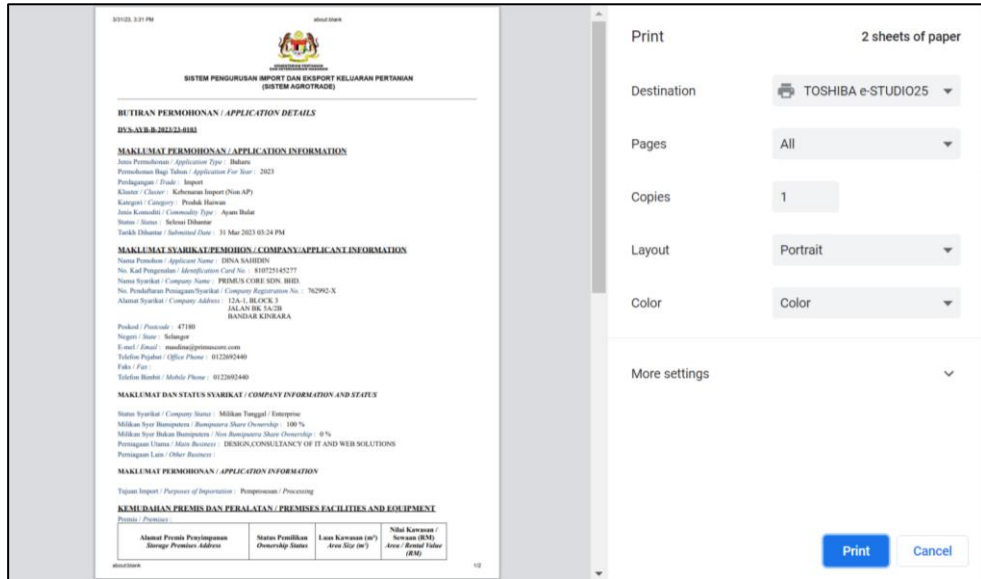 3/31/23, 3:31 PM
about:blank
KEMENTERIAN PERTANIAN
DAN KETERJAMINAN MAKANAN
SISTEM PENGURUSAN IMPORT DAN EKSPORT KELUARAN PERTANIAN
(SISTEM AGROTRADE)
BUTIRAN PERMOHONAN / APPLICATION DETAILS
DVS-AYB-B-2023/23-0103
MAKLUMAT PERMOHONAN / APPLICATION INFORMATION
Jenis Permohonan / Application Type : Baharu
Permohonan Bagi Tahun / Application For Year : 2023
Perdagangan / Trade : Import
Kluster / Cluster : Kebenaran Import (Non AP)
Kategori / Category : Produk Haiwan
Jenis Komoditi / Commodity Type : Ayam Bulat
Status / Status : Selesai Dihantar
Tarikh Dihantar / Submitted Date : 31 Mar 2023 03:24 PM
MAKLUMAT SYARIKAT/PEMOHON / COMPANY/APPLICANT INFORMATION
Nama Pemohon / Applicant Name : DINA SAHIDIN
No. Kad Pengenalan / Identification Card No. : 810725145277
Nama Syarikat / Company Name : PRIMUS CORE SDN. BHD.
No. Pendaftaran Perniagaan/Syarikat / Company Registration No. : 762992-X
Alamat Syarikat / Company Address : 12A-1, BLOCK 3
JALAN BK 5A/2B
BANDAR KINRARA
Poskod / Postcode : 47180
Negeri / State : Selangor
E-mel / Email : masdina@primuscore.com
Telefon Pejabat / Office Phone : 0122692440
Faks / Fax :
Telefon Bimbit / Mobile Phone : 0122692440
MAKLUMAT DAN STATUS SYARIKAT / COMPANY INFORMATION AND STATUS
Status Syarikat / Company Status : Milikan Tunggal / Enterprise
Milikan Syer Bumiputera / Bumiputera Share Ownership : 100 %
Milikan Syer Bukan Bumiputera / Non Bumiputera Share Ownership : 0 %
Perniagaan Utama / Main Business : DESIGN,CONSULTANCY OF IT AND WEB SOLUTIONS
Perniagaan Lain / Other Business :
MAKLUMAT PERMOHONAN / APPLICATION INFORMATION
Tujuan Import / Purposes of Importation : Pemprosesan / Processing
KEMUDAHAN PREMIS DAN PERALATAN / PREMISES FACILITIES AND EQUIPMENT
Premis / Premises :
Alamat Premis Penyimpanan
Storage Premises Address
Status Pemilikan
Ownership Status
Luas Kawasan (m²)
Area Size (m²)
Nilai Kawasan /
Sewaan (RM)
Area / Rental Value
(RM)
about:blank
1/2
Print
2 sheets of paper
Destination
TOSHIBA e-STUDIO25
Pages
All
Copies
1
Layout
Portrait
Color
Color
More settings
Print
Cancel